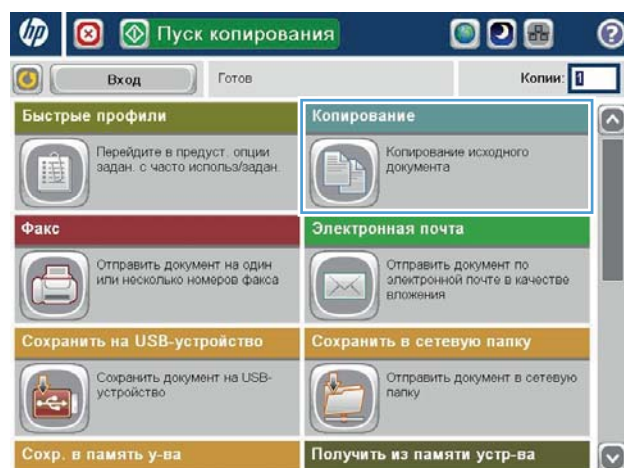 hp
Пуск копирования
?
Вход
Готов
Копии: 1
Быстрые профили
Перейдите в предуст. опции
задан. с часто использ/задан.
Копирование
Копирование исходного
документа
Факс
Отправить документ на один
или несколько номеров факса
Электронная почта
Отправить документ по
электронной почте в качестве
вложения
Сохранить на USB-устройство
Сохранить документ на USB-
устройство
Сохранить в сетевую папку
Отправить документ в сетевую
папку
Сохр. в память у-ва
Получить из памяти устр-ва